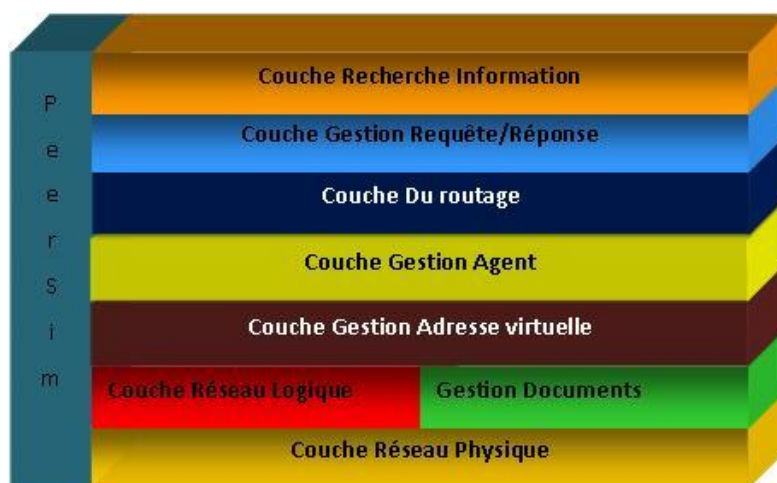 Peersim
Couche Recherche Information
Couche Gestion Requête/Réponse
Couche Du routage
Couche Gestion Agent
Couche Gestion Adresse virtuelle
Couche Réseau Logique
Gestion Documents
Couche Réseau Physique